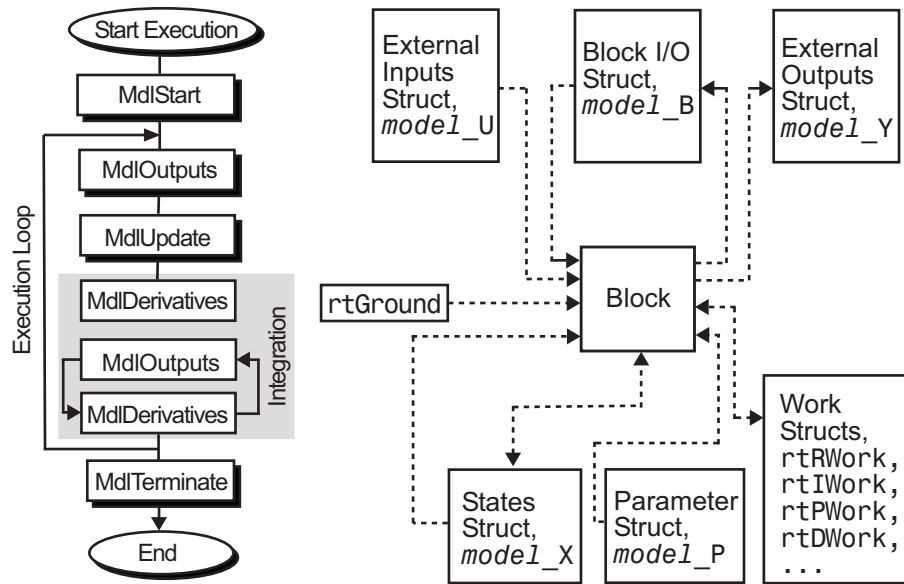 Start Execution
MdlStart
MdlOutputs
MdlUpdate
MdlDerivatives
MdlOutputs
MdlDerivatives
MdlTerminate
End
Execution Loop
Integration
External
Inputs
Struct,
model_U
Block I/O
Struct,
model_B
External
Outputs
Struct,
model_Y
rtGround
Block
States
Struct,
model_X
Parameter
Struct,
model_P
Work
Structs,
rtRWork,
rtIWork,
rtPWork,
rtDWork,
...